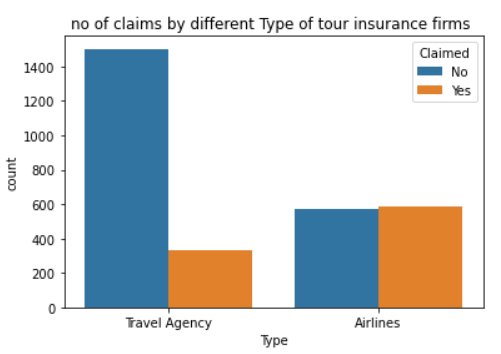 no of claims by different Type of tour insurance firms
Claimed
No
Yes
1400
1200
1000
800
600
400
200
0
count
Travel Agency Airlines
Type